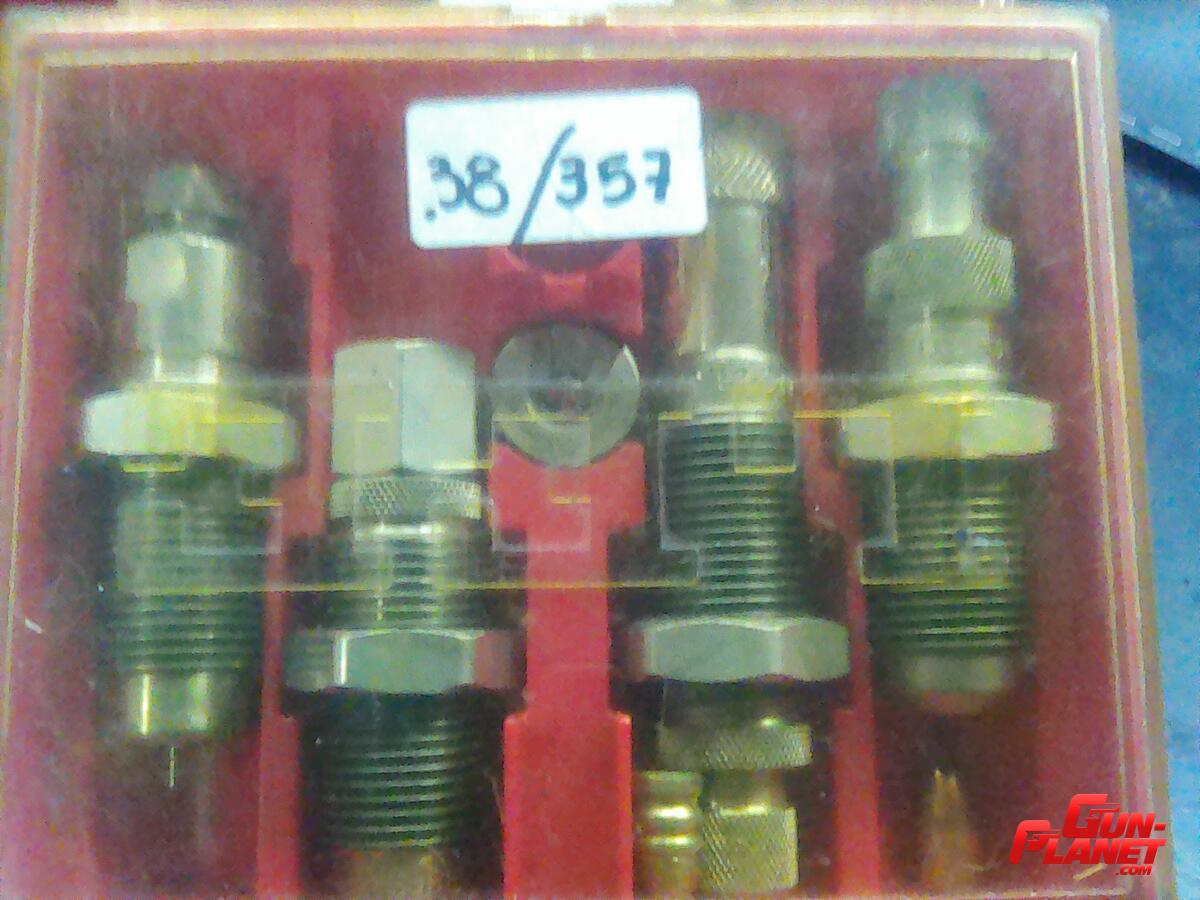 .38/357
GUN-
PLANET
.COM